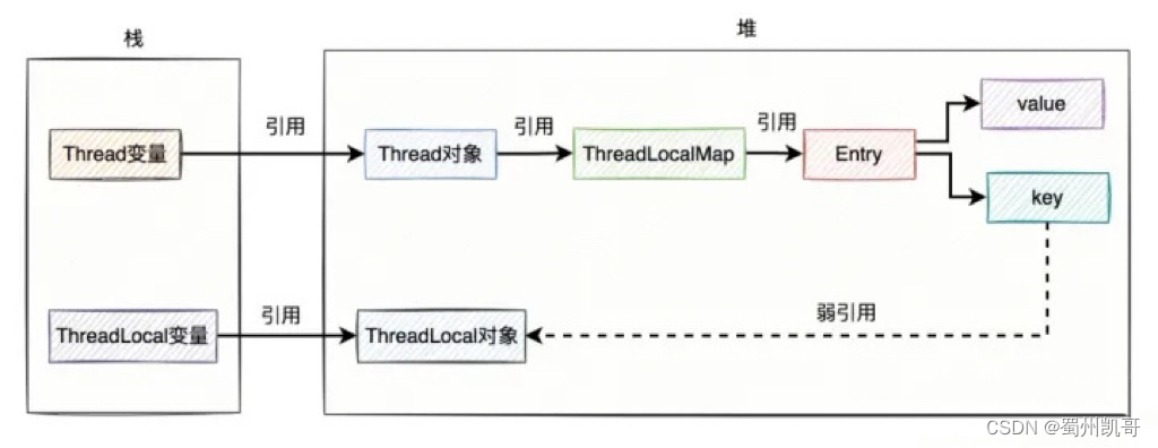 栈
堆
Thread变量
引用
Thread对象
引用
ThreadLocalMap
引用
Entry
value
key
ThreadLocal变量
引用
ThreadLocal对象
弱引用
CSDN @蜀州凯哥